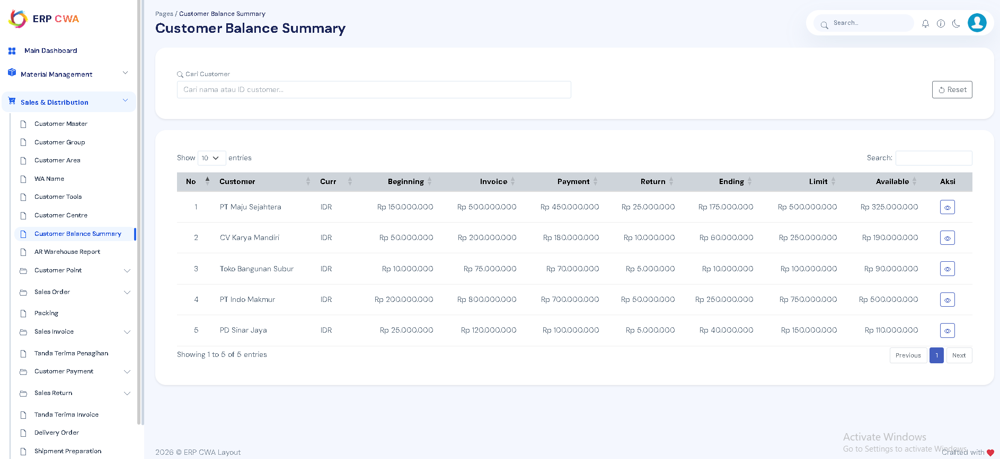 ERP CWA
Main Dashboard
Material Management
Sales & Distribution
Customer Master
Customer Group
Customer Area
WA Name
Customer Tools
Customer Centre
Customer Balance Summary
AR Warehouse Report
Customer Point
Sales Order
Packing
Sales Invoice
Tanda Terima Penagihan
Customer Payment
Sales Return
Tanda Terima Invoice
Delivery Order
Shipment Preparation
Pages / Customer Balance Summary
Customer Balance Summary
Search...
Cari Customer
Cari nama atau ID customer...
Reset
Show 10 entries
Search:
No Customer Curr Beginning Invoice Payment Return Ending Limit Available Aksi
1 PT Maju Sejahtera IDR Rp 150.000.000 Rp 500.000.000 Rp 450.000.000 Rp 25.000.000 Rp 175.000.000 Rp 500.000.000 Rp 325.000.000
2 CV Karya Mandiri IDR Rp 50.000.000 Rp 200.000.000 Rp 180.000.000 Rp 10.000.000 Rp 60.000.000 Rp 250.000.000 Rp 190.000.000
3 Toko Bangunan Subur IDR Rp 10.000.000 Rp 75.000.000 Rp 70.000.000 Rp 5.000.000 Rp 10.000.000 Rp 100.000.000 Rp 90.000.000
4 PT Indo Makmur IDR Rp 200.000.000 Rp 800.000.000 Rp 700.000.000 Rp 50.000.000 Rp 250.000.000 Rp 750.000.000 Rp 500.000.000
5 PD Sinar Jaya IDR Rp 25.000.000 Rp 120.000.000 Rp 100.000.000 Rp 5.000.000 Rp 40.000.000 Rp 150.000.000 Rp 110.000.000
Showing 1 to 5 of 5 entries
Previous 1 Next
Activate Windows
Go to Settings to activate Windows.
2026 © ERP CWA Layout
Crafted with